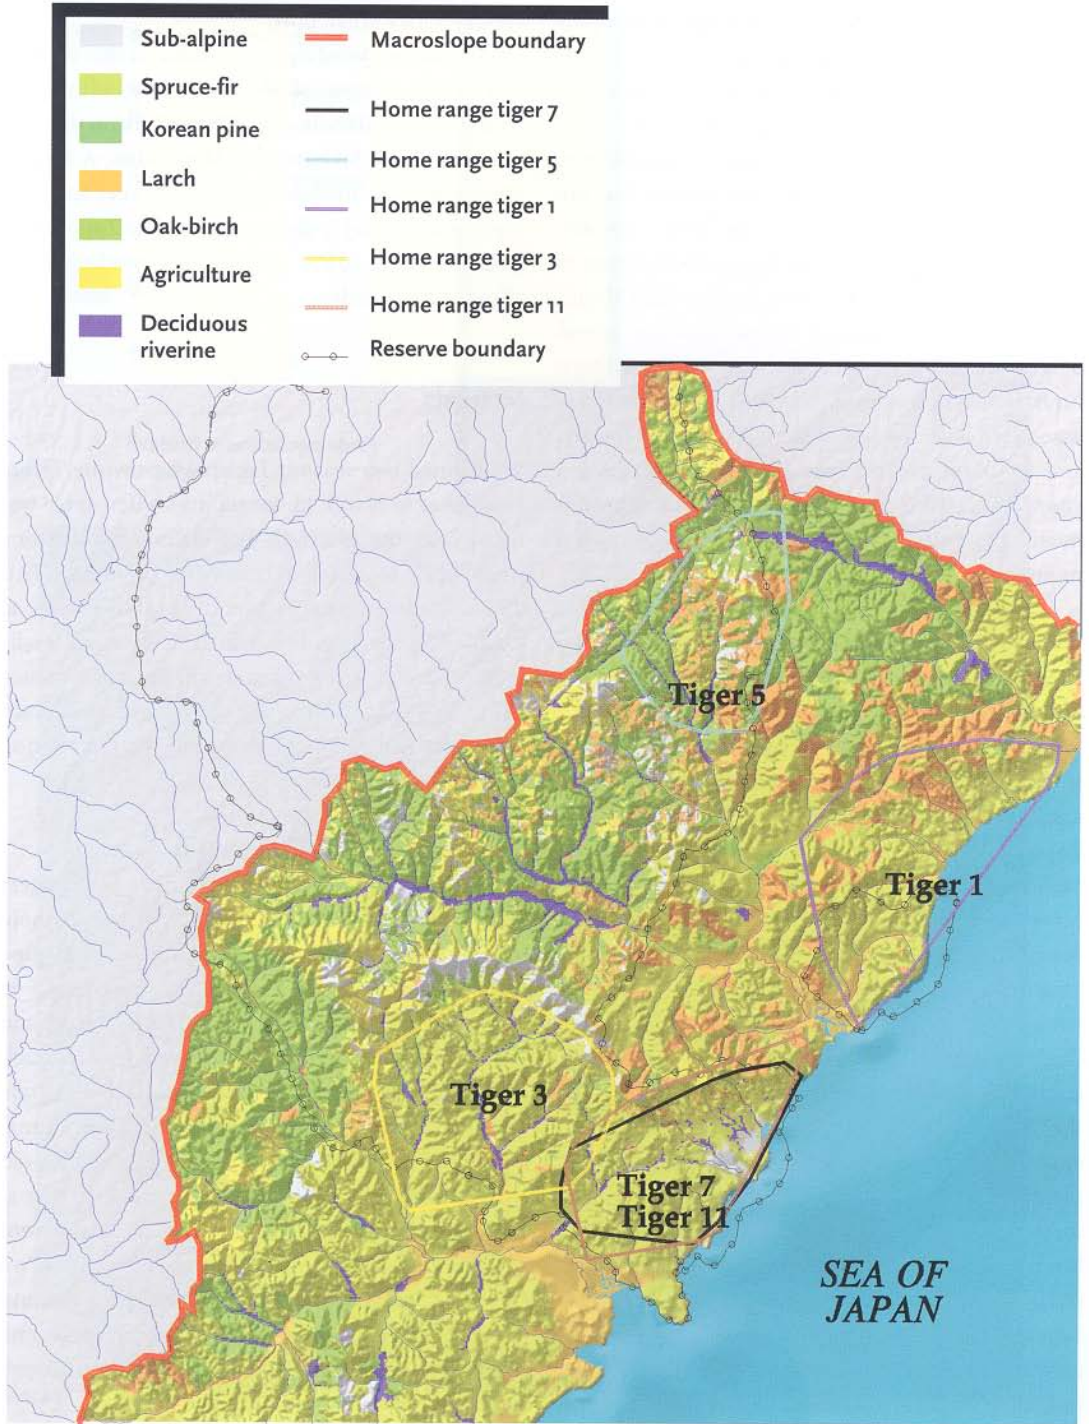 Sub-alpine
Spruce-fir
Korean pine
Larch
Oak-birch
Agriculture
Deciduous
riverine
Macroslope boundary
Home range tiger 7
Home range tiger 5
Home range tiger 1
Home range tiger 3
Home range tiger 11
Reserve boundary
Tiger 5
Tiger 1
Tiger 3
Tiger 7
Tiger 11
SEA OF
JAPAN